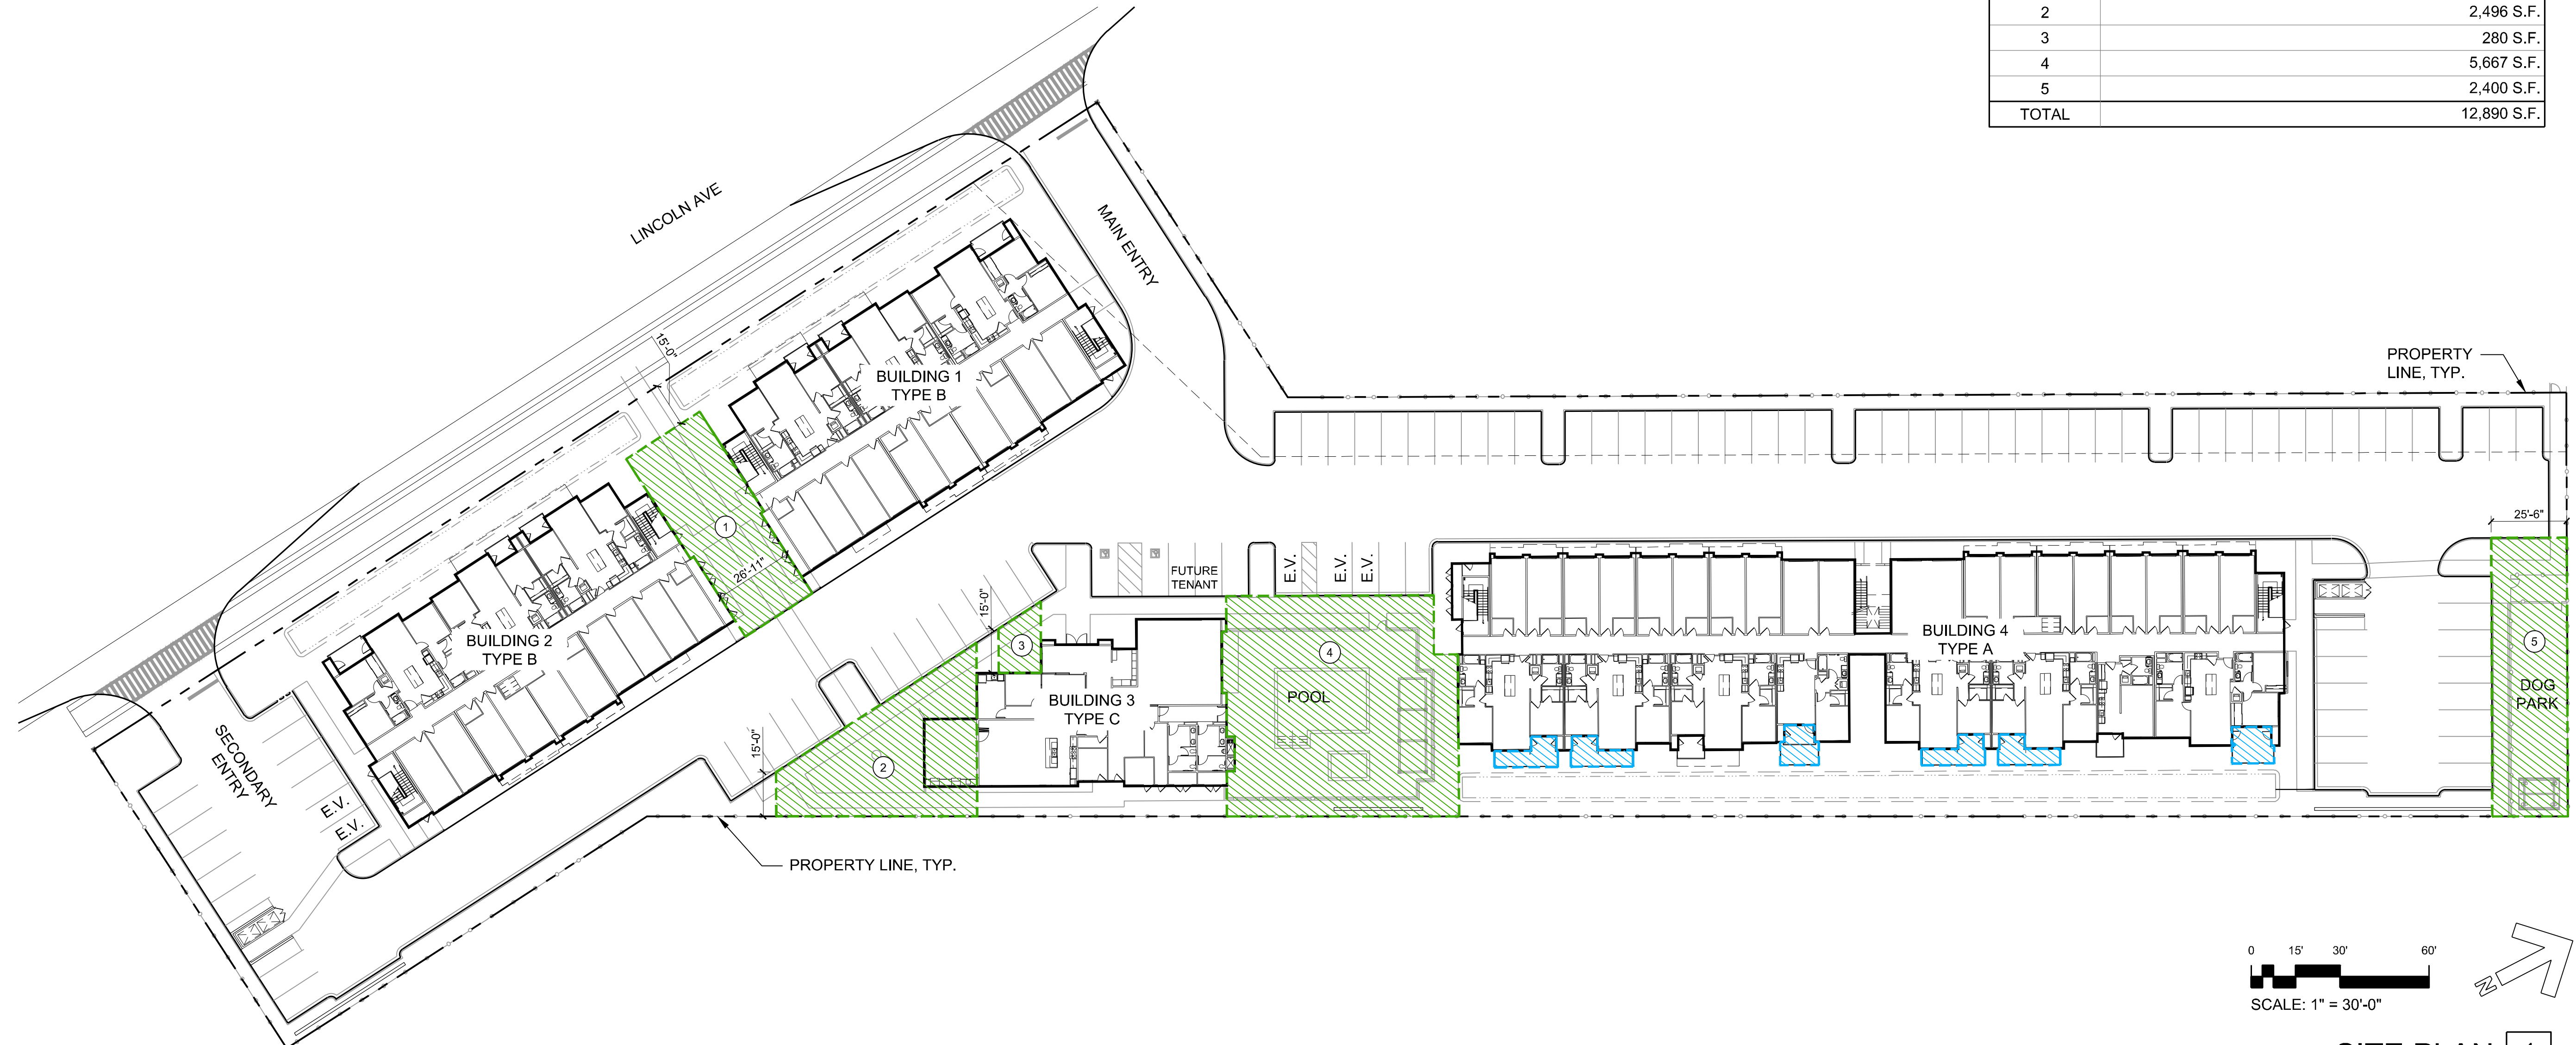 2 2,496 S.F.
3 280 S.F.
4 5,667 S.F.
5 2,400 S.F.
TOTAL 12,890 S.F.
LINCOLN AVE
MAIN ENTRY
15'-0"
BUILDING 1
TYPE B
PROPERTY
LINE, TYP.
1
26'-11"
25'-6"
FUTURE
TENANT
E.V.
E.V.
E.V.
15'-0"
BUILDING 2
TYPE B
3
4
BUILDING 4
TYPE A
5
DOG
PARK
POOL
BUILDING 3
TYPE C
SECONDARY
ENTRY
15'-0"
2
E.V.
E.V.
PROPERTY LINE, TYP.
0 15' 30' 60'
SCALE: 1" = 30'-0"
N